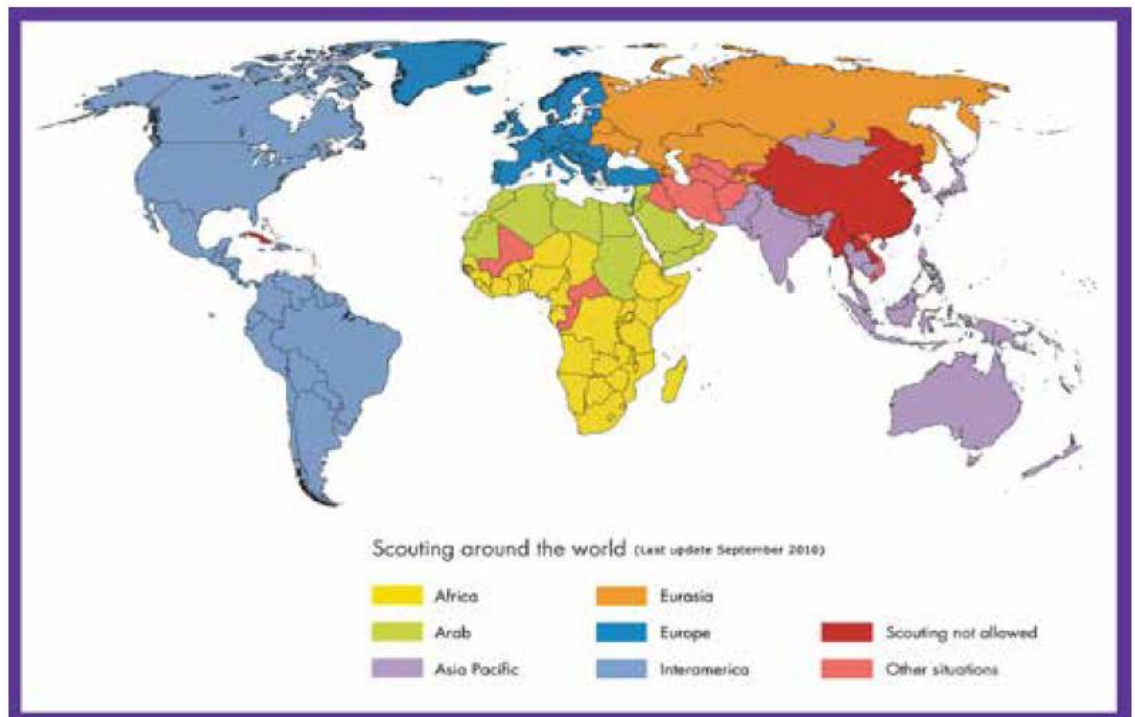 Scouting around the world (Last update September 2010)
Africa
Arab
Asia Pacific
Eurasia
Europe
Interamerica
Scouting not allowed
Other situations